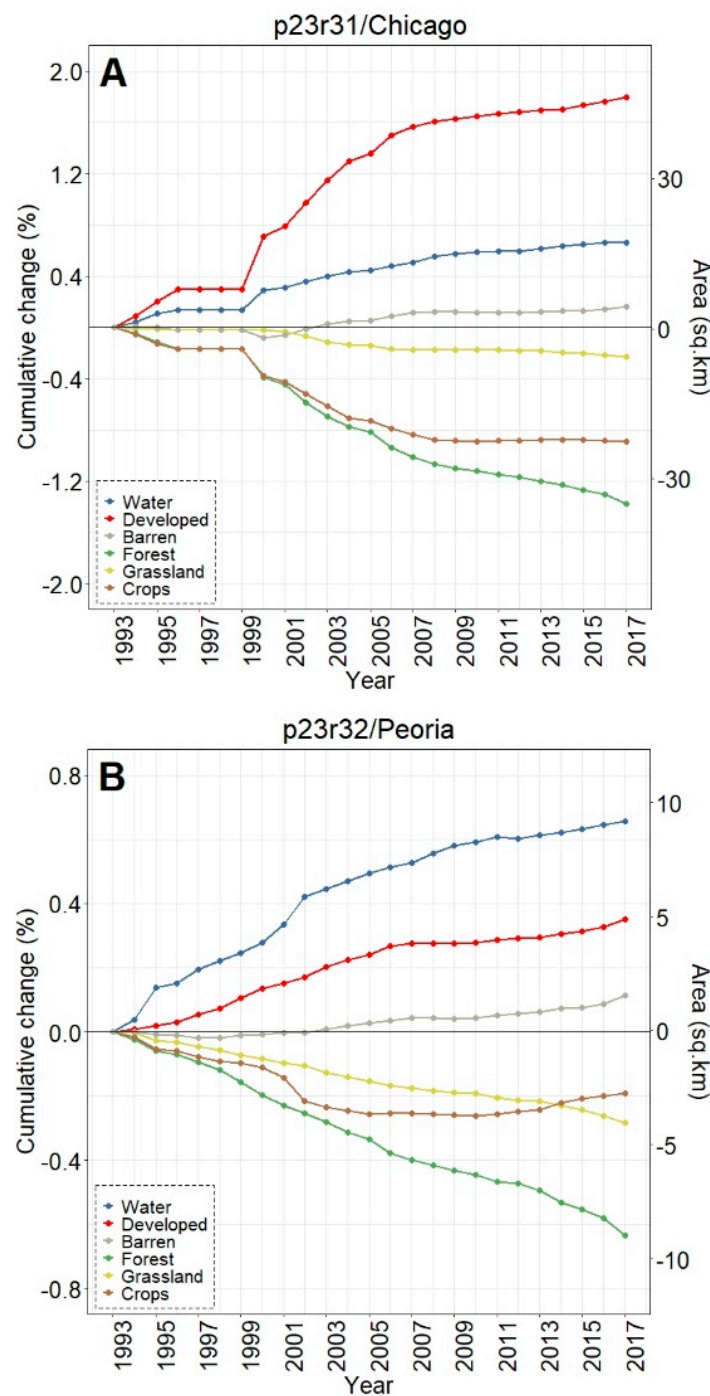 p23r31/Chicago
A
2.0
1.2
0.4
-0.4
-1.2
-2.0
Cumulative change (%)
30
0
-30
Area (sq.km)
Water
Developed
Barren
Forest
Grassland
Crops
1993
1995
1997
1999
2001
2003
2005
2007
2009
2011
2013
2015
2017
Year
p23r32/Peoria
B
0.8
0.4
0.0
-0.4
-0.8
Cumulative change (%)
10
5
0
-5
-10
Area (sq.km)
Water
Developed
Barren
Forest
Grassland
Crops
1993
1995
1997
1999
2001
2003
2005
2007
2009
2011
2013
2015
2017
Year